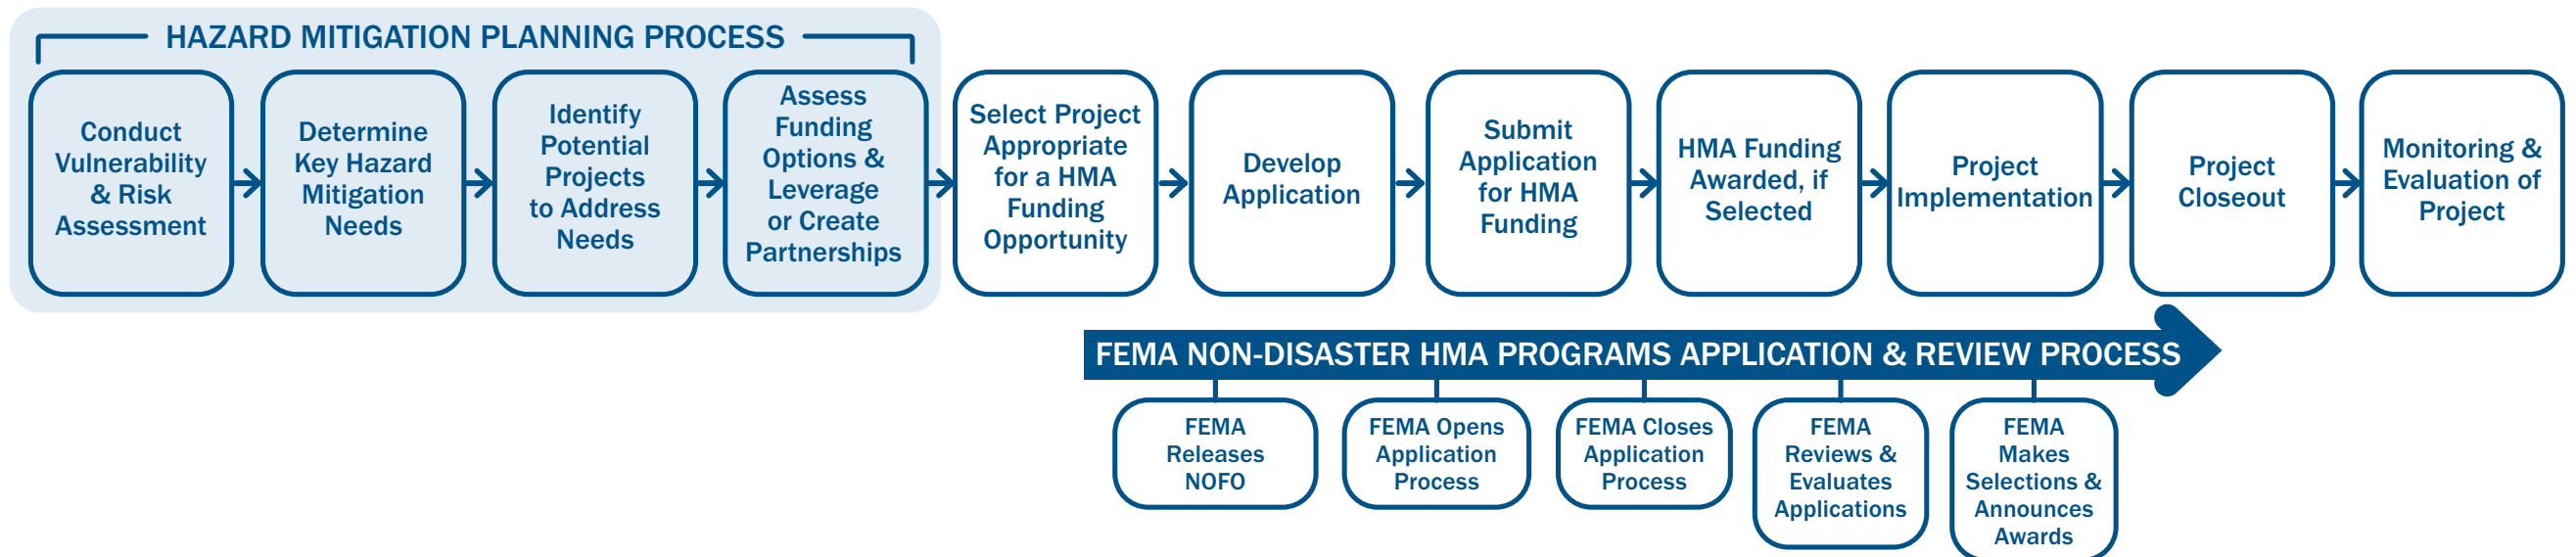 HAZARD MITIGATION PLANNING PROCESS
Conduct
Vulnerability
& Risk
Assessment
Determine
Key Hazard
Mitigation
Needs
Identify
Potential
Projects
to Address
Needs
Assess
Funding
Options &
Leverage
or Create
Partnerships
Select Project
Appropriate
for a HMA
Funding
Opportunity
Develop
Application
Submit
Application
for HMA
Funding
HMA Funding
Awarded, if
Selected
Project
Implementation
Project
Closeout
Monitoring &
Evaluation of
Project
FEMA NON-DISASTER HMA PROGRAMS APPLICATION & REVIEW PROCESS
FEMA
Releases
NOFO
FEMA Opens
Application
Process
FEMA Closes
Application
Process
FEMA
Reviews &
Evaluates
Applications
FEMA
Makes
Selections &
Announces
Awards